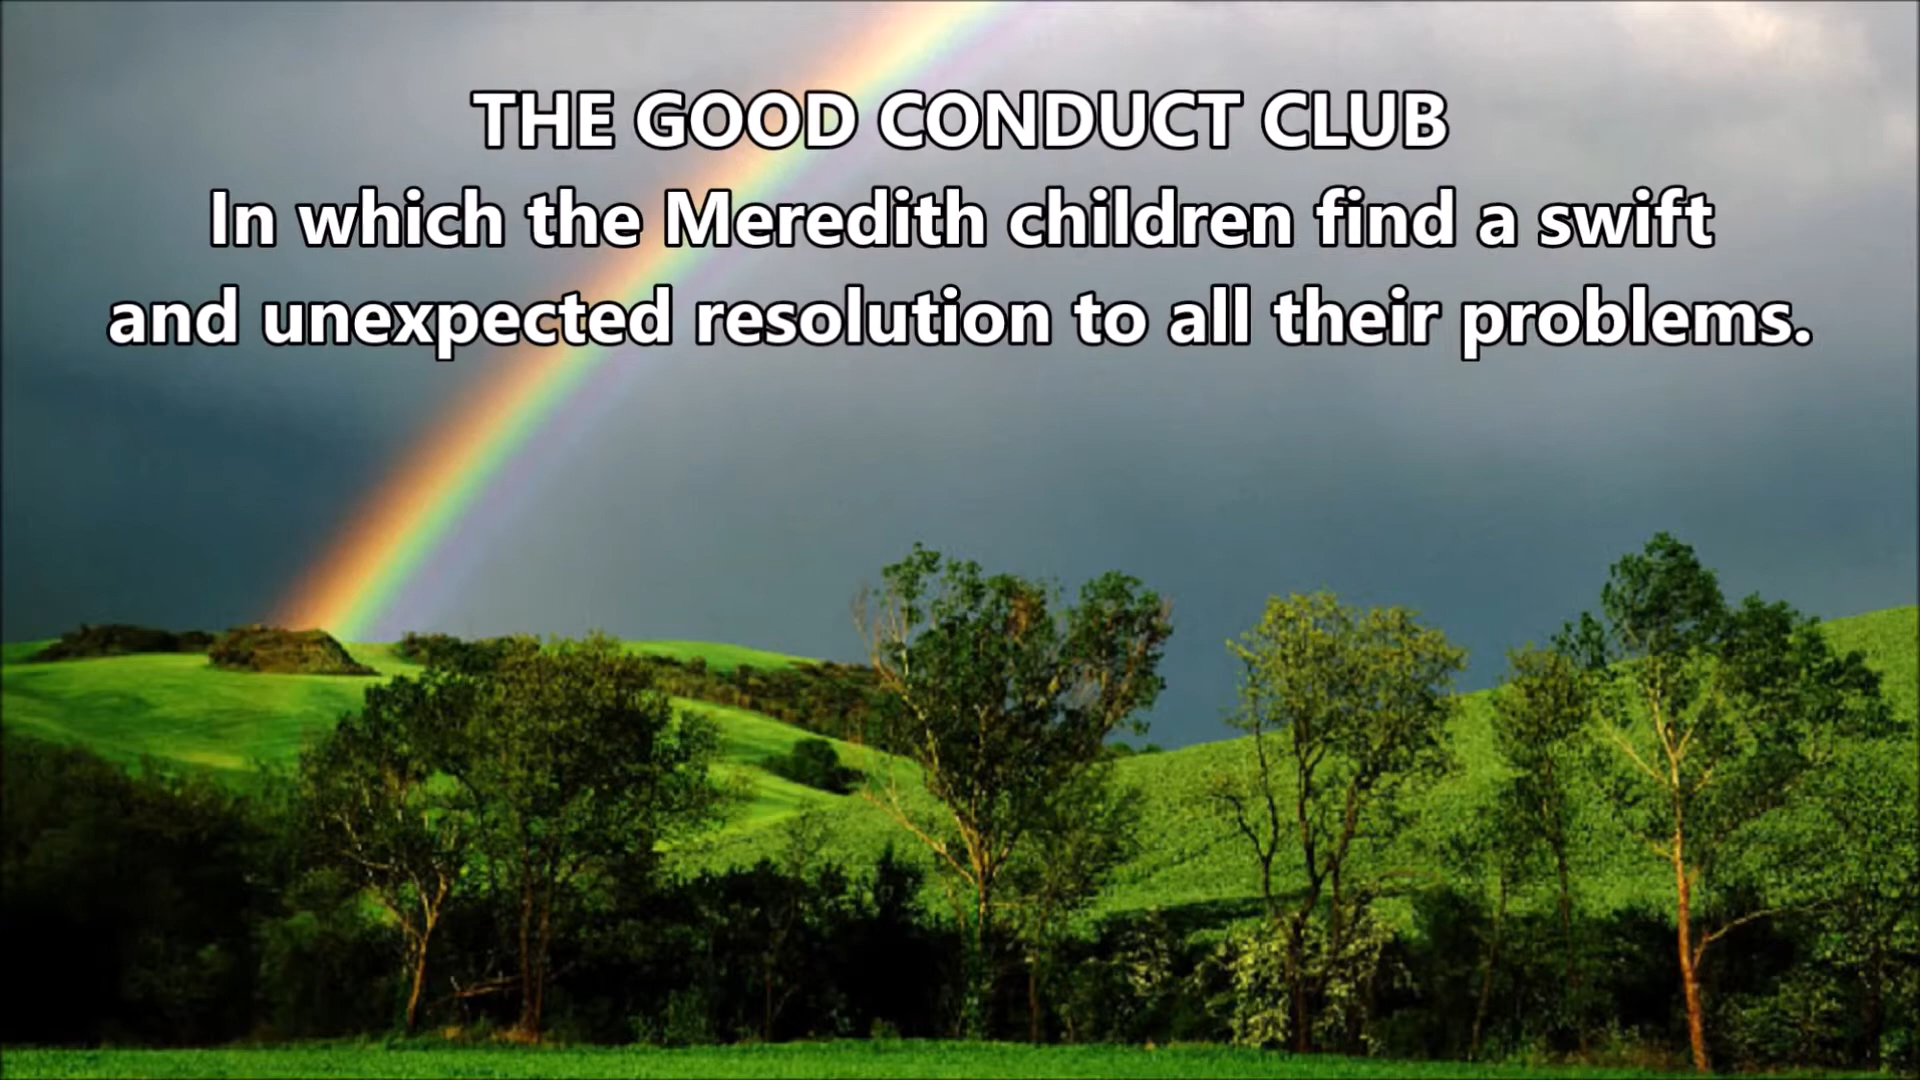 THE GOOD CONDUCT CLUB
In which the Meredith children find a swift
and unexpected resolution to all their problems.